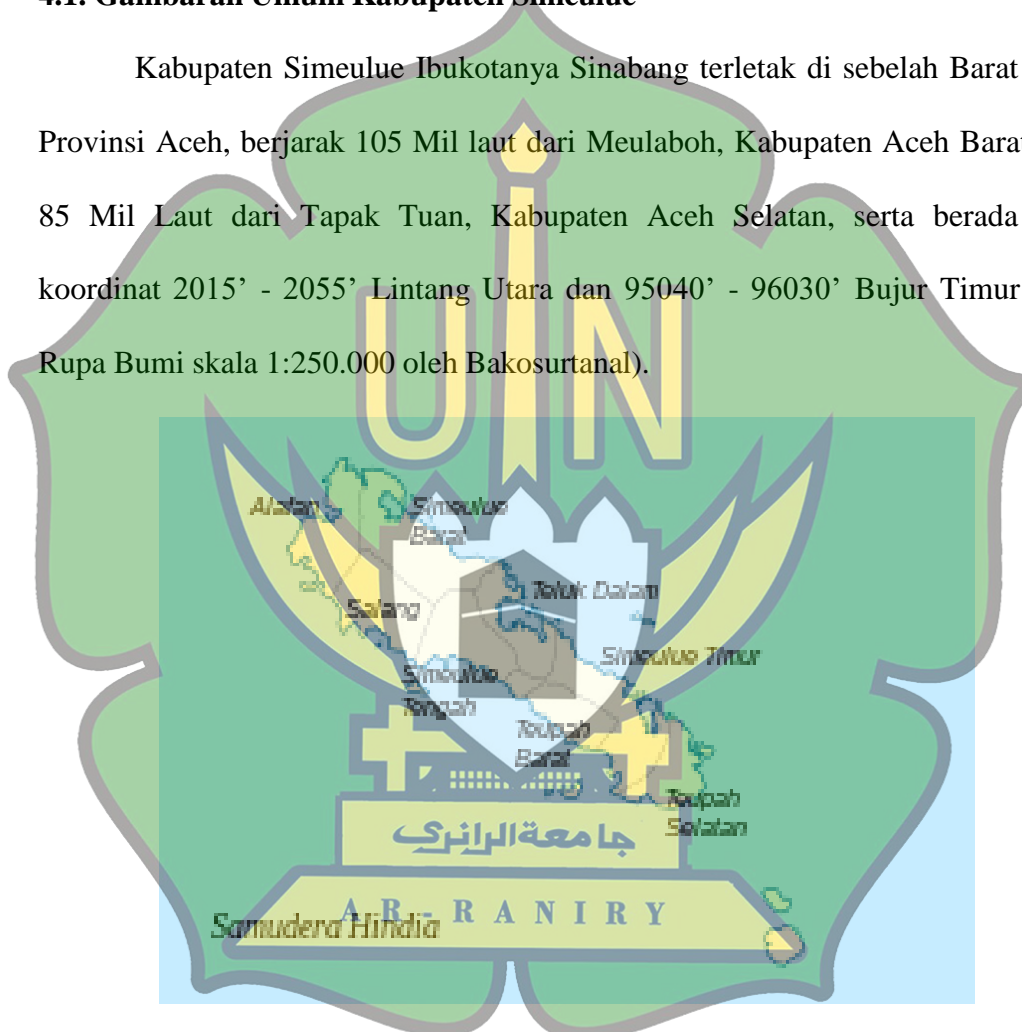 4.1. Gambaran Umum Kabupaten Simeulue
Kabupaten Simeulue Ibukotanya Sinabang terletak di sebelah Barat
Provinsi Aceh, berjarak 105 Mil laut dari Meulaboh, Kabupaten Aceh Barat
85 Mil Laut dari Tapak Tuan, Kabupaten Aceh Selatan, serta berada
koordinat 2015’ - 2055’ Lintang Utara dan 95040’ - 96030’ Bujur Timur
Rupa Bumi skala 1:250.000 oleh Bakosurtanal).
UIN
Alafan
Simeulue
Barat
Teluk Dalam
Salang
Simeulue Timur
Simeulue
Tengah
Teupah
Barat
Teupah
Selatan
جامعةالرانري
AR - RANIRY
Samudera Hindia